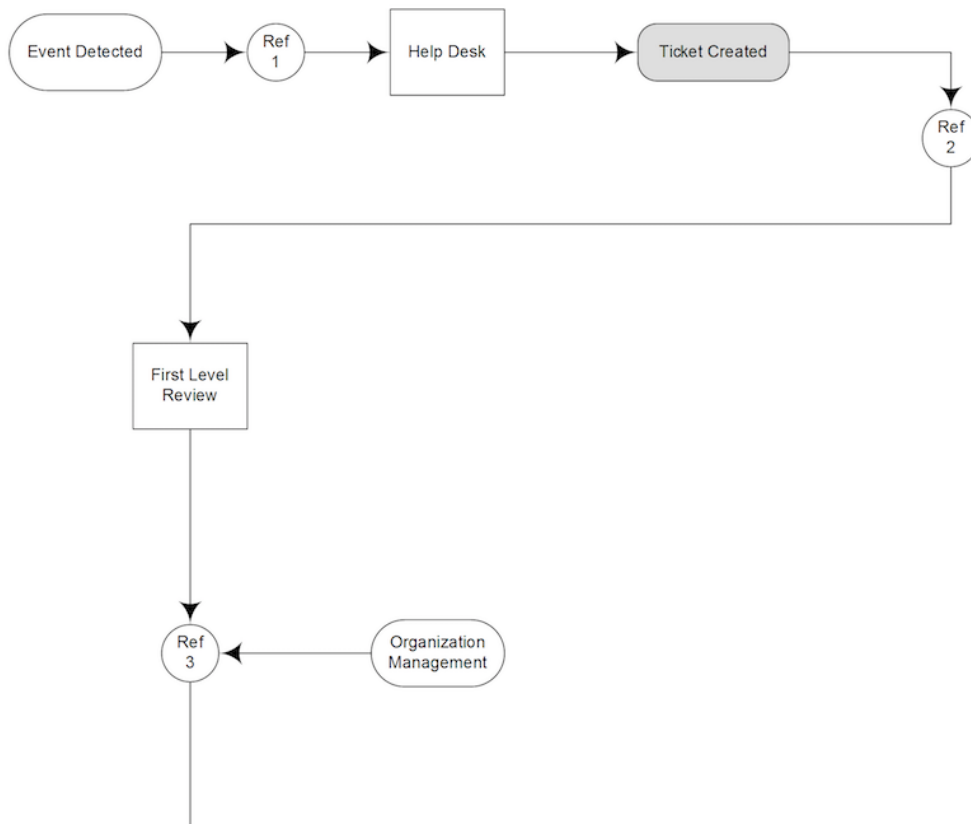 Event Detected
Ref
1
Help Desk
Ticket Created
Ref
2
First Level
Review
Ref
3
Organization
Management